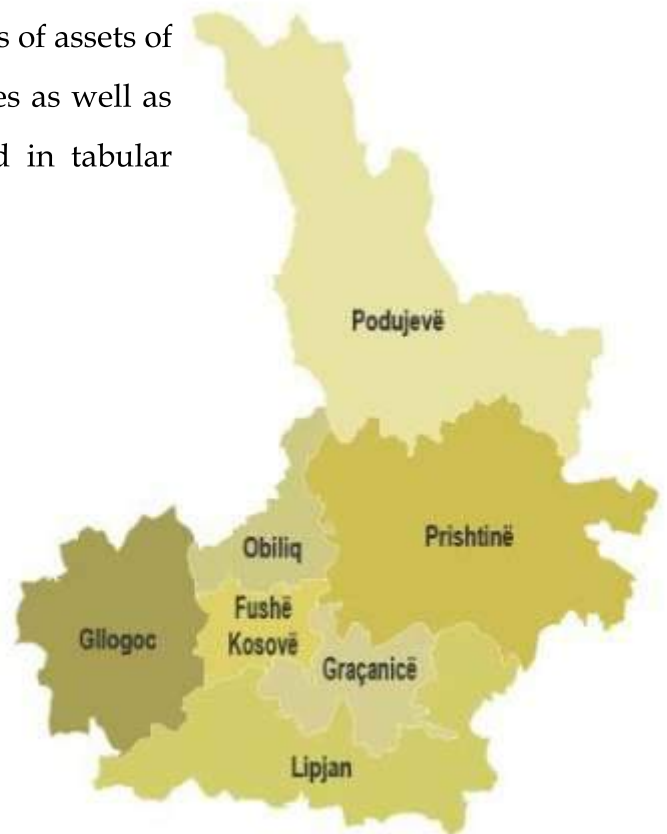 s of assets of
es as well as
d in tabular
Podujevë
Prishtinë
Obiliq
Fushë
Kosovë
Gllogoc
Graçanicë
Lipjan